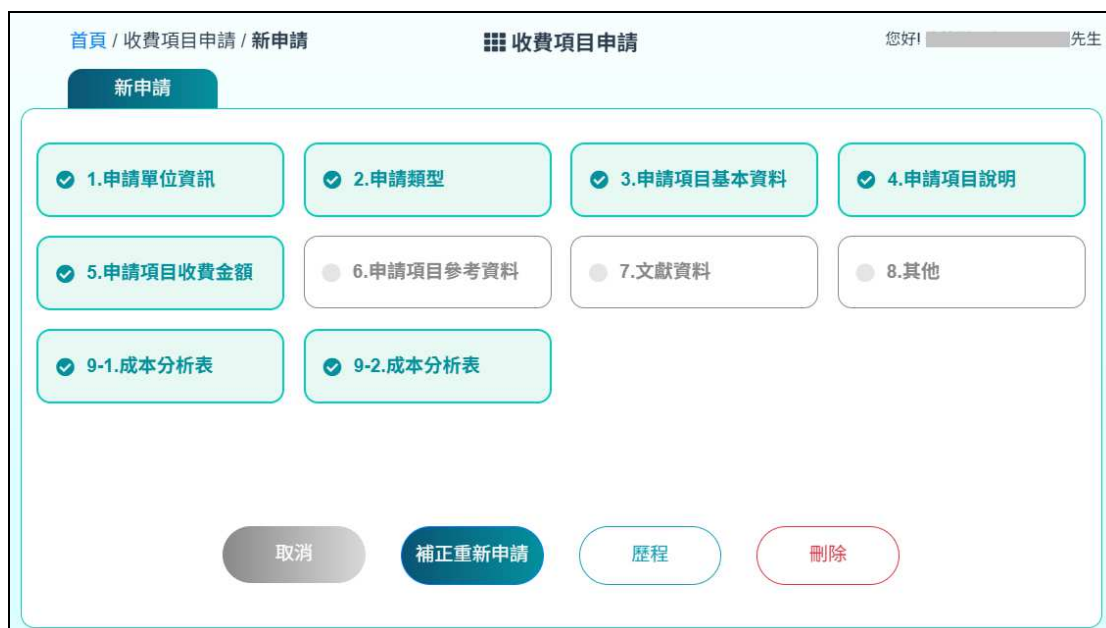 首頁 / 收費項目申請 / 新申請
收費項目申請
您好! 先生
新申請
1.申請單位資訊
2.申請類型
3.申請項目基本資料
4.申請項目說明
5.申請項目收費金額
6.申請項目參考資料
7.文獻資料
8.其他
9-1.成本分析表
9-2.成本分析表
取消
補正重新申請
歷程
刪除